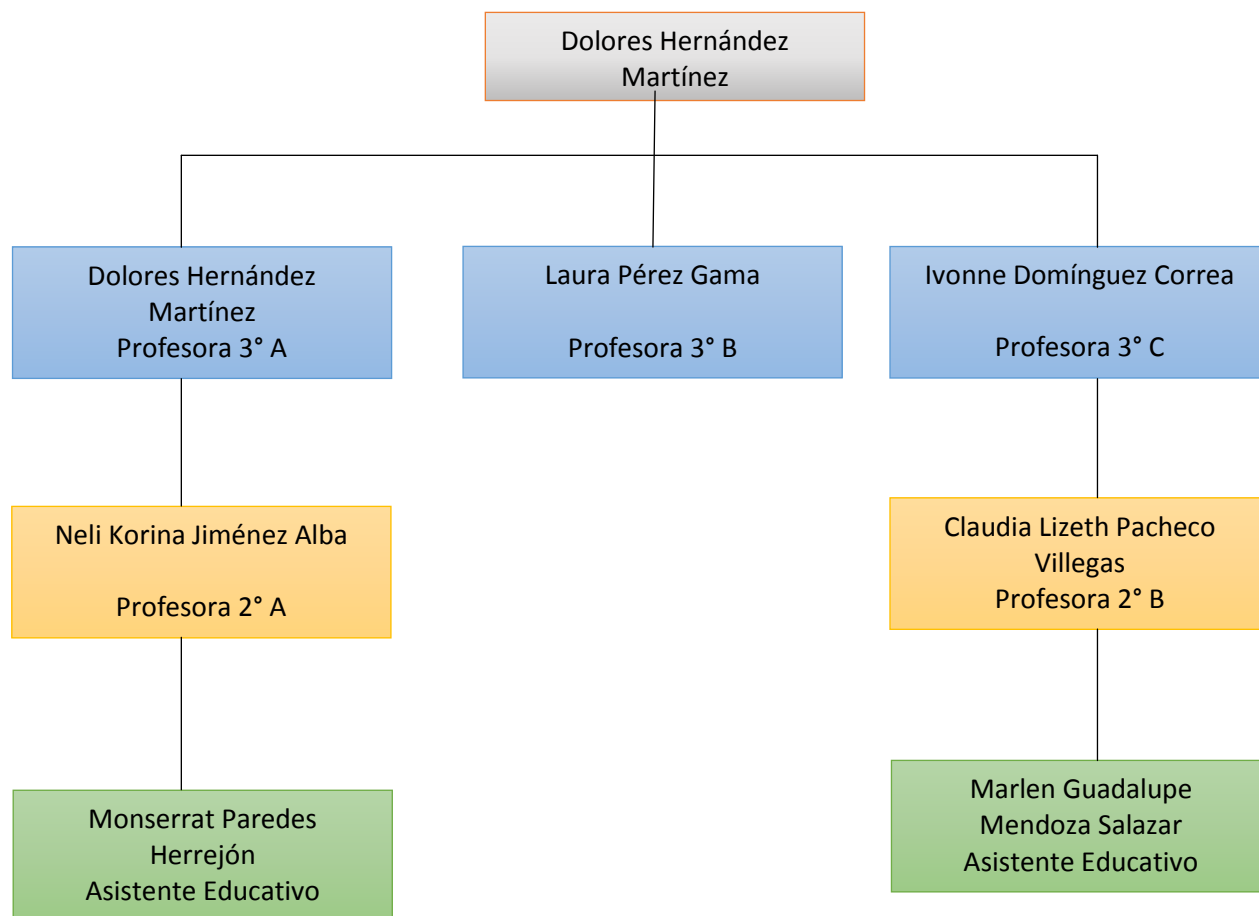 Dolores Hernández
Martínez
Dolores Hernández
Martínez
Profesora 3° A
Laura Pérez Gama
Profesora 3° B
Ivonne Domínguez Correa
Profesora 3° C
Neli Korina Jiménez Alba
Profesora 2° A
Claudia Lizeth Pacheco
Villegas
Profesora 2° B
Monserrat Paredes
Herrejón
Asistente Educativo
Marlen Guadalupe
Mendoza Salazar
Asistente Educativo